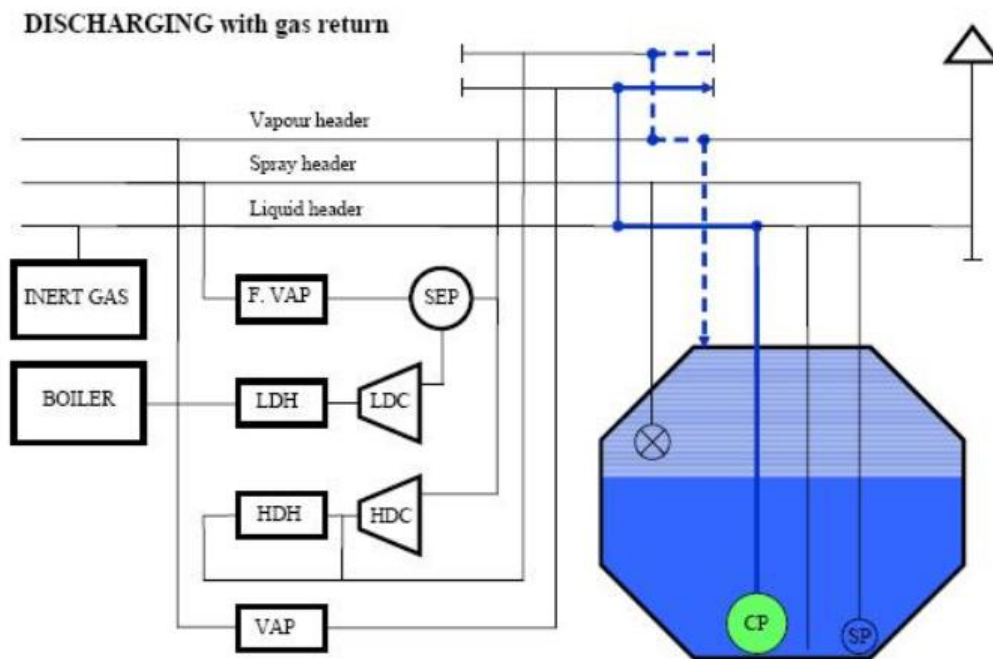 DISCHARGING with gas return
Vapour header
Spray header
Liquid header
INERT GAS
F. VAP
SEP
BOILER
LDH
LDC
HDH
HDC
VAP
CP
SP